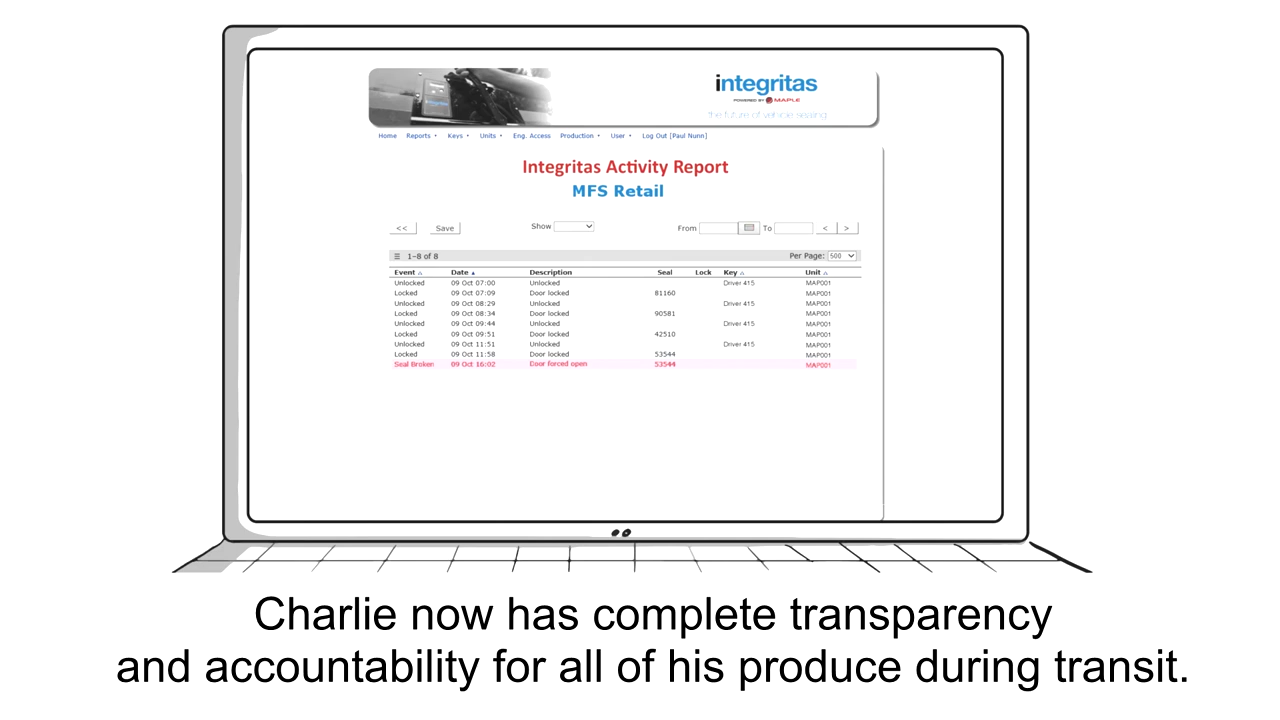 integritas
POWERED BY MAPLE
the future of vehicle sealing
Home Reports Keys Units Eng. Access Production User Log Out [Paul Nunn]
Integritas Activity Report
MFS Retail
<< Save Show From To < >
1-8 of 8 Per Page: 500
Event Date Description Seal Lock Key Unit
Unlocked 09 Oct 07:00 Unlocked Driver 415 MAP001
Locked 09 Oct 07:09 Door locked 81160 MAP001
Unlocked 09 Oct 08:29 Unlocked Driver 415 MAP001
Locked 09 Oct 08:34 Door locked 90581 MAP001
Unlocked 09 Oct 09:44 Unlocked Driver 415 MAP001
Locked 09 Oct 09:51 Door locked 42510 MAP001
Unlocked 09 Oct 11:51 Unlocked Driver 415 MAP001
Locked 09 Oct 11:58 Door locked 53544 MAP001
Seal Broken 09 Oct 16:02 Door forced open 53544 MAP001
Charlie now has complete transparency
and accountability for all of his produce during transit.